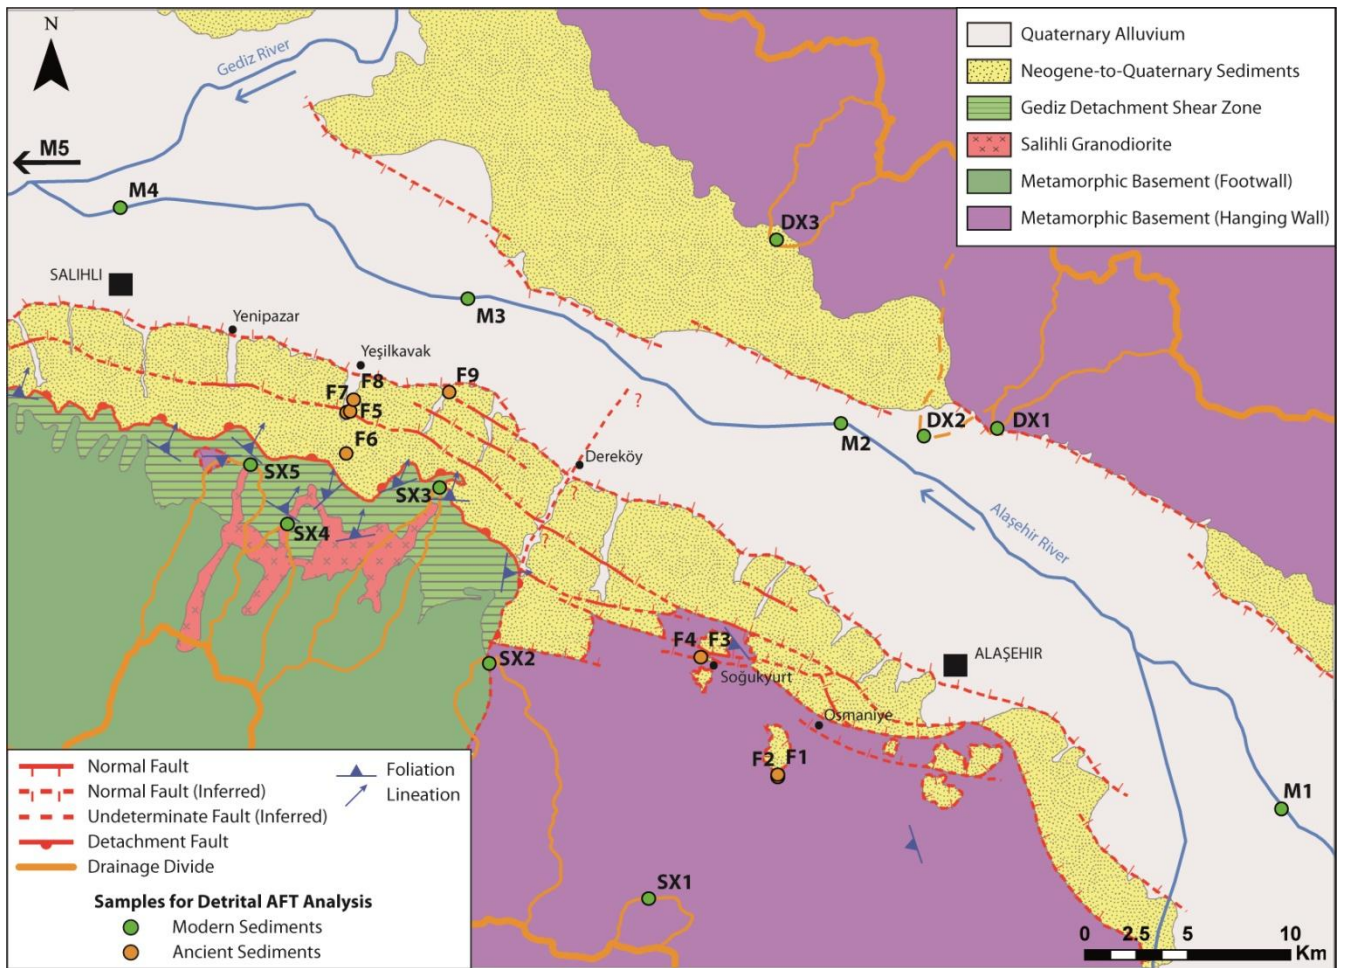 N
Gediz River
M5
M4
SALIHLI
Yenipazar
Yeşilkavak
M3
DX3
F7
F8
F9
F5
F6
Dereköy
?
?
?
M2
DX2
DX1
Alaşehir River
SX5
SX3
SX4
SX2
F4
F3
Soğukyurt
ALAŞEHIR
Osmaniye
F2
F1
M1
SX1
Quaternary Alluvium
Neogene-to-Quaternary Sediments
Gediz Detachment Shear Zone
Salihli Granodiorite
Metamorphic Basement (Footwall)
Metamorphic Basement (Hanging Wall)
Normal Fault
Normal Fault (Inferred)
Undeterminate Fault (Inferred)
Detachment Fault
Drainage Divide
Foliation
Lineation
Samples for Detrital AFT Analysis
Modern Sediments
Ancient Sediments
0 2.5 5 10
Km